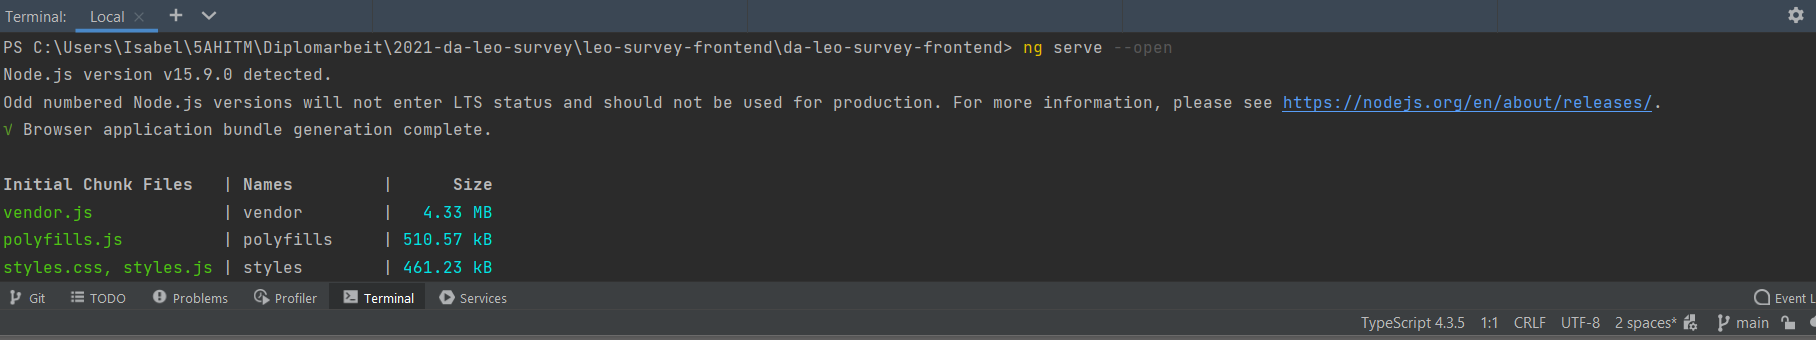 Terminal: Local
PS C:\Users\Isabel\5AHITM\Diplomarbeit\2021-da-leo-survey\leo-survey-frontend\da-leo-survey-frontend> ng serve --open
Node.js version v15.9.0 detected.
Odd numbered Node.js versions will not enter LTS status and should not be used for production. For more information, please see https://nodejs.org/en/about/releases/.
√ Browser application bundle generation complete.
Initial Chunk Files | Names | Size
vendor.js | vendor | 4.33 MB
polyfills.js | polyfills | 510.57 kB
styles.css, styles.js | styles | 461.23 kB
Git TODO Problems Profiler Terminal Services Event L
TypeScript 4.3.5 1:1 CRLF UTF-8 2 spaces* main